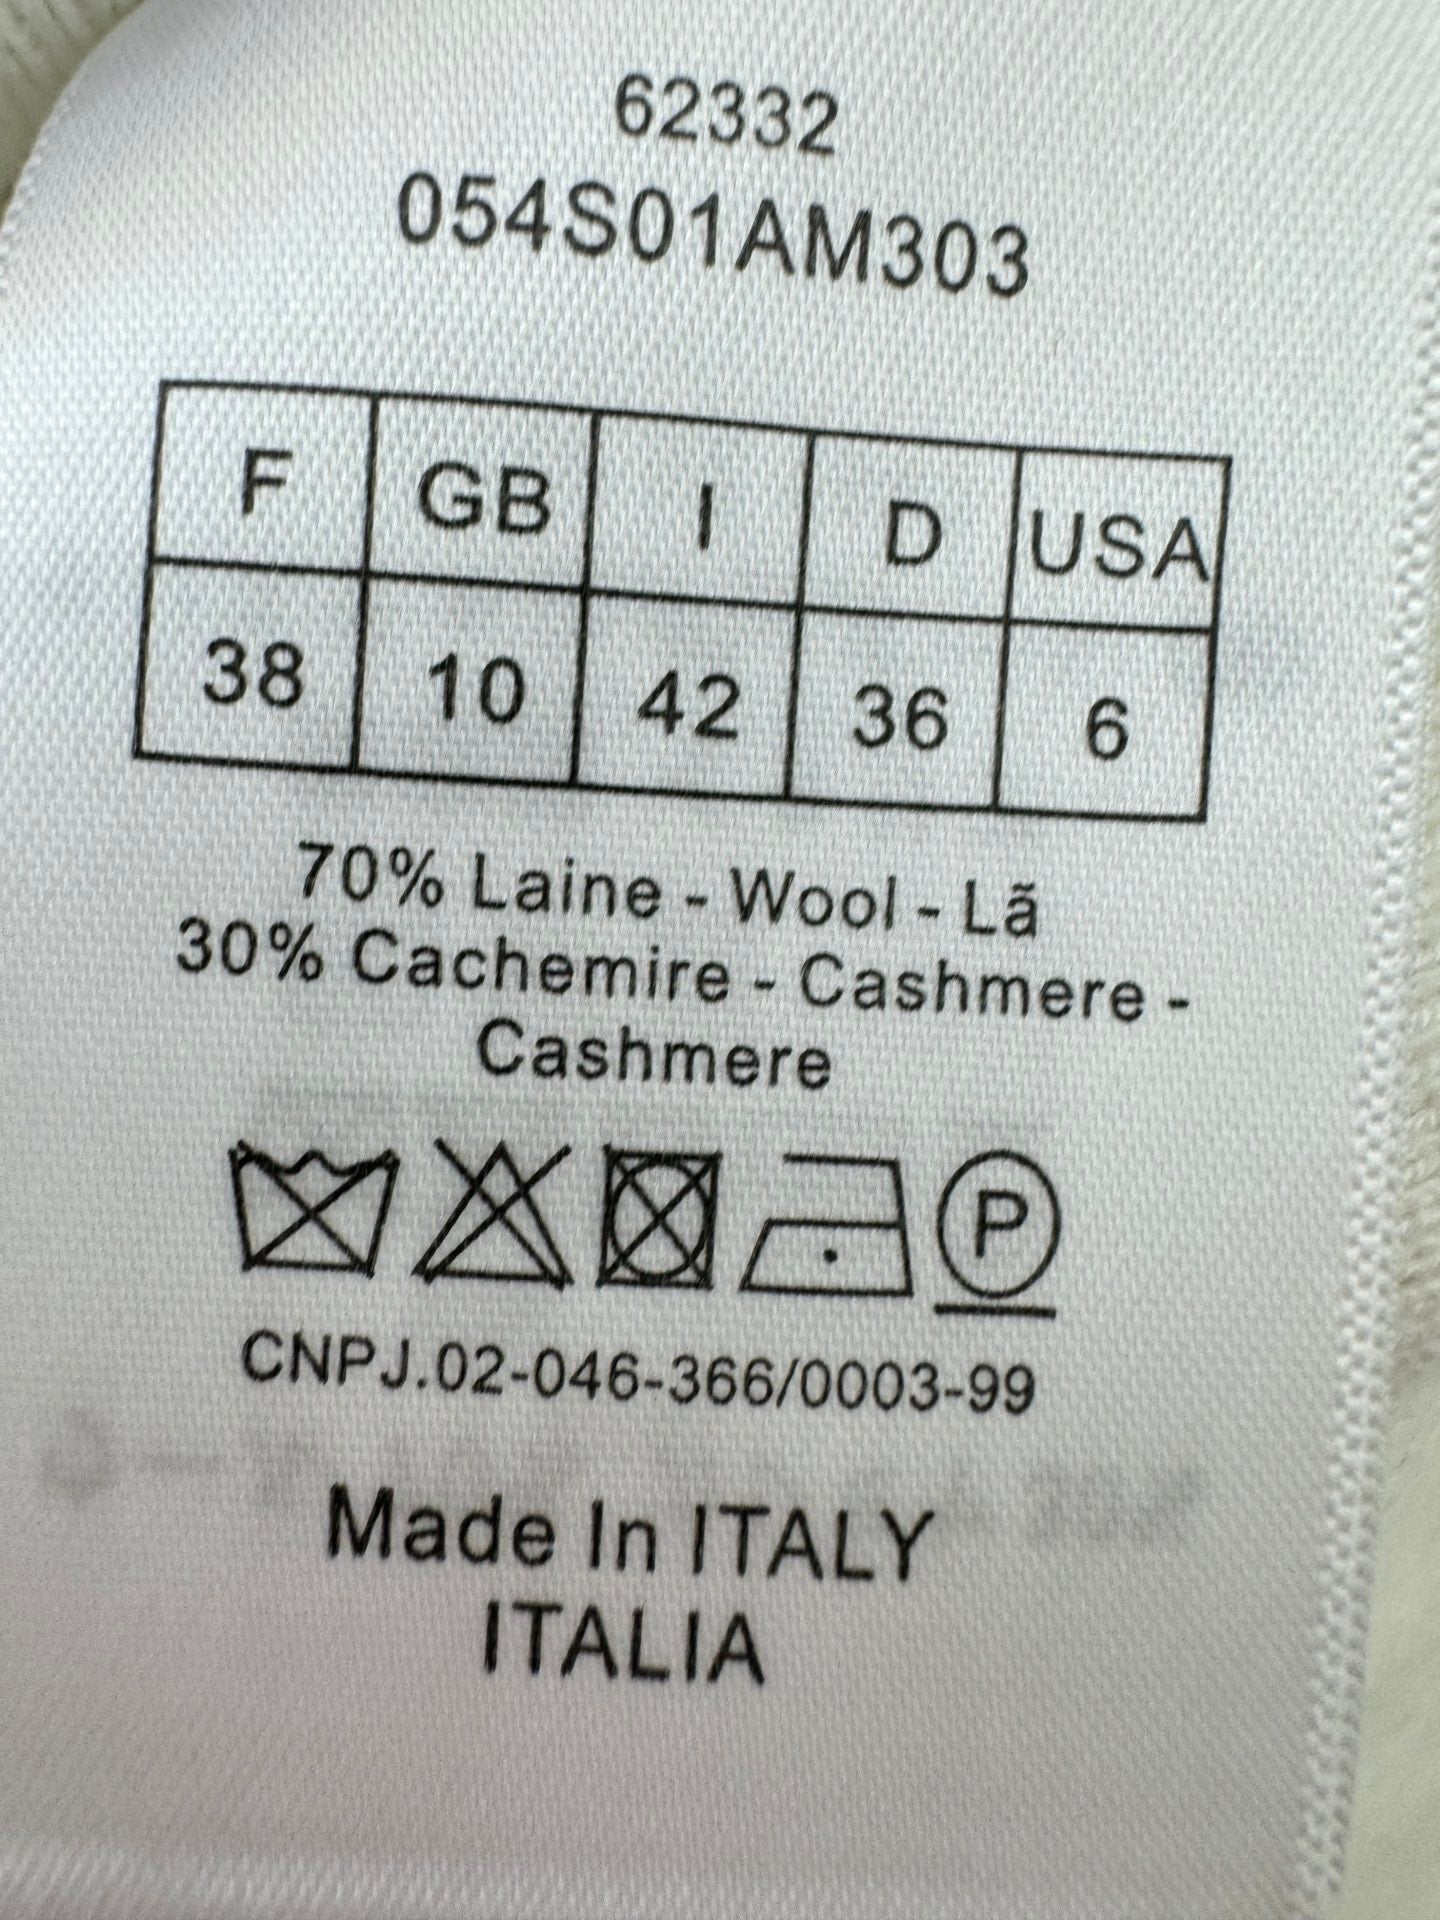 62332
054S01AM303
F GB I D USA
38 10 42 36 6
70% Laine - Wool - Lã
30% Cachemire - Cashmere -
Cashmere
P
CNPJ.02-046-366/0003-99
Made In ITALY
ITALIA